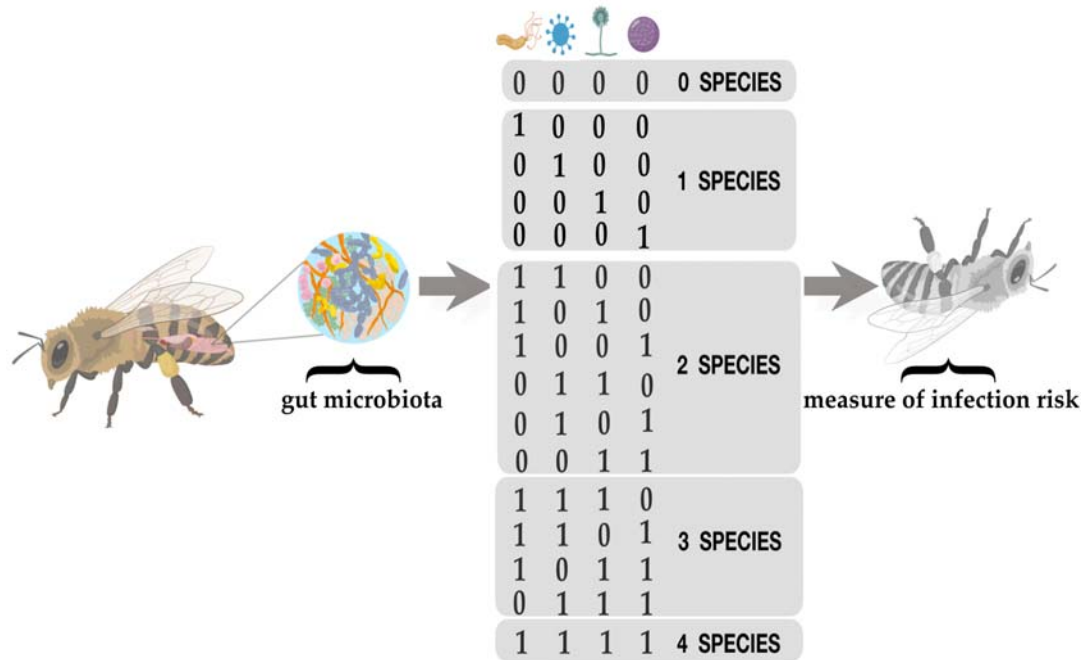 0 0 0 0 0 SPECIES
1 0 0 0
0 1 0 0
0 0 1 0
0 0 0 1
1 SPECIES
1 1 0 0
1 0 1 0
1 0 0 1
0 1 1 0
0 1 0 1
0 0 1 1
2 SPECIES
1 1 1 0
1 1 0 1
1 0 1 1
0 1 1 1
3 SPECIES
1 1 1 1 4 SPECIES
gut microbiota
measure of infection risk